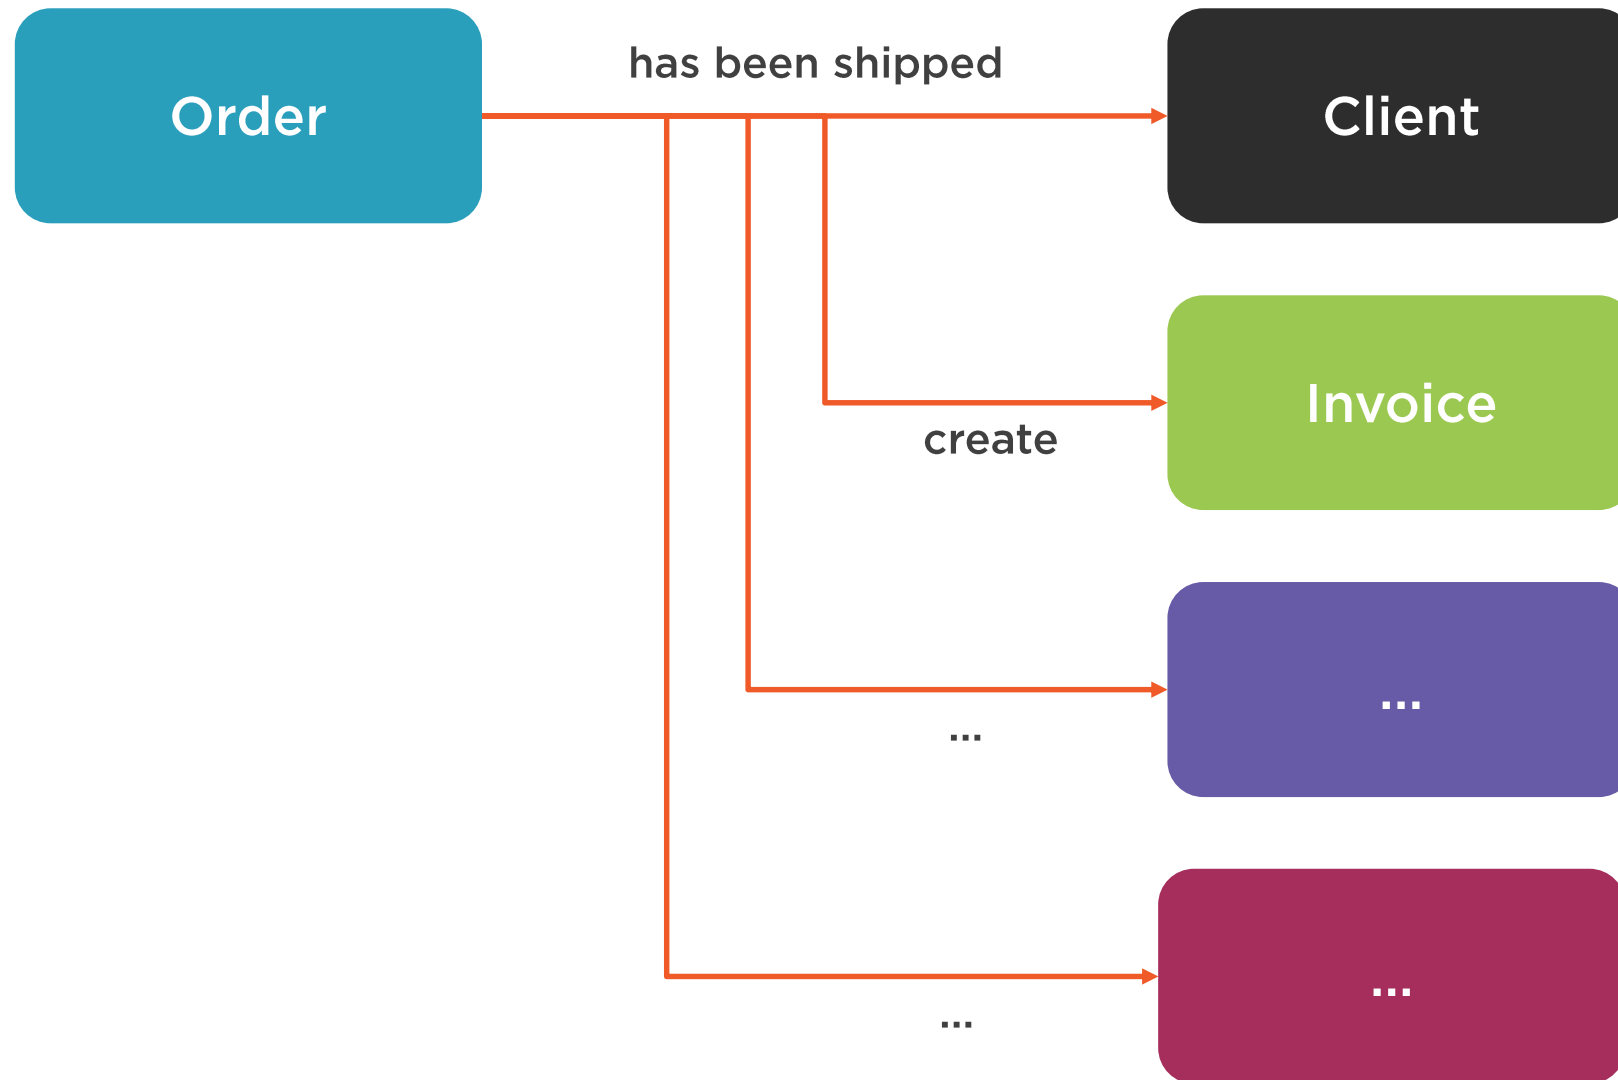 Order
has been shipped
Client
Invoice
create
...
...
...
...